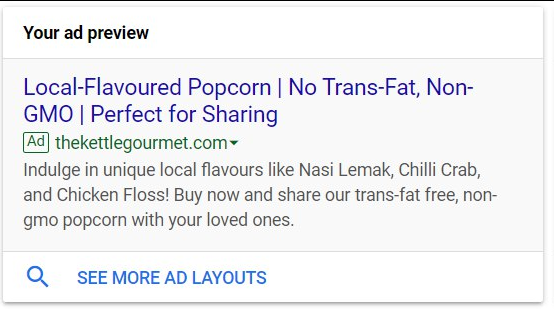 Your ad preview
Local-Flavoured Popcorn | No Trans-Fat, Non-
GMO | Perfect for Sharing
Ad thekettlegourmet.com
Indulge in unique local flavours like Nasi Lemak, Chilli Crab,
and Chicken Floss! Buy now and share our trans-fat free, non-
gmo popcorn with your loved ones.
SEE MORE AD LAYOUTS